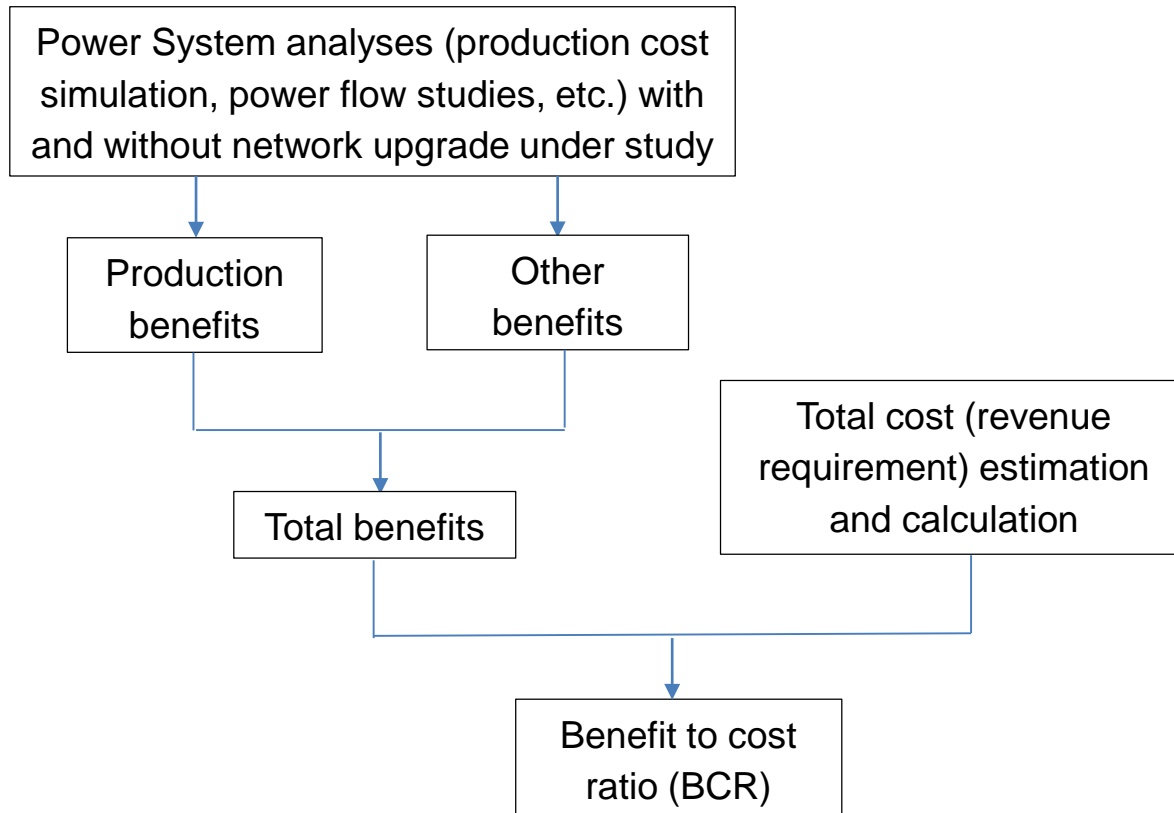 Power System analyses (production cost
simulation, power flow studies, etc.) with
and without network upgrade under study
Production
benefits
Other
benefits
Total cost (revenue
requirement) estimation
and calculation
Total benefits
Benefit to cost
ratio (BCR)